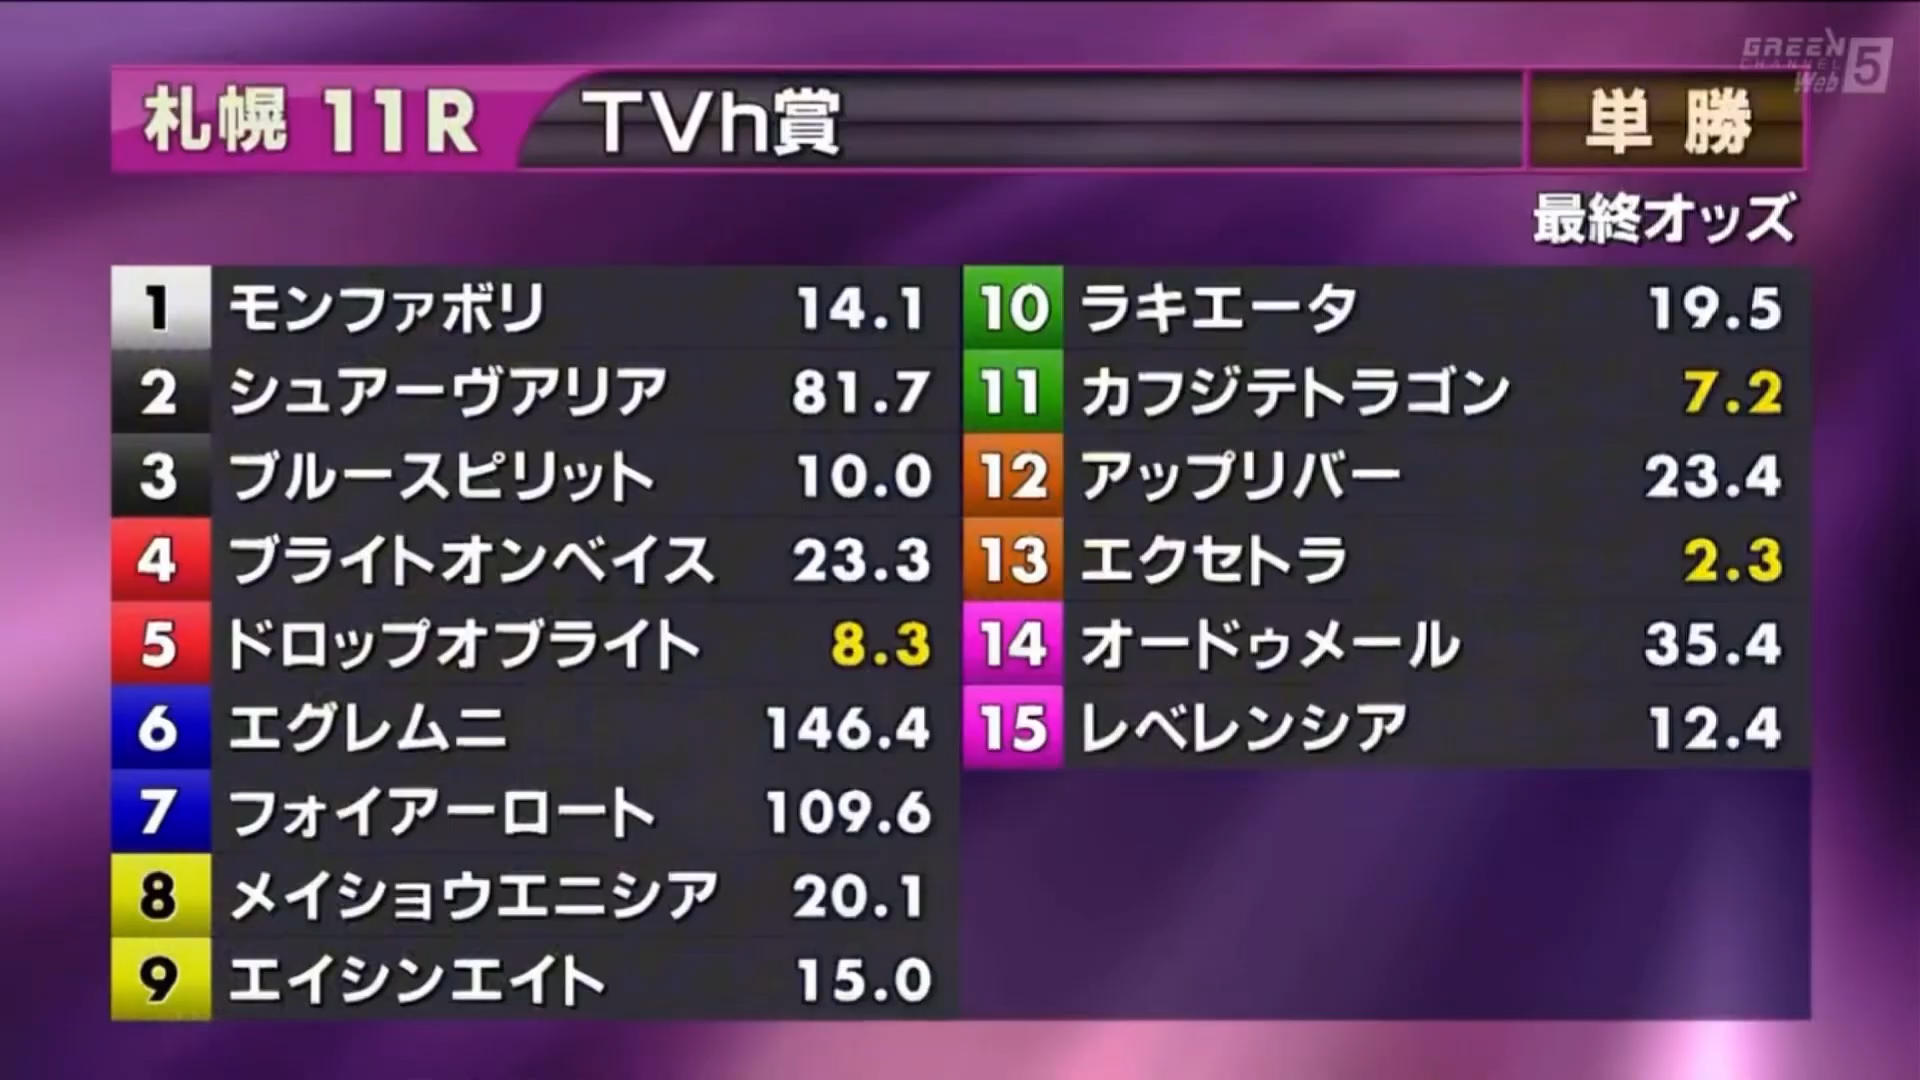 GREEN CHANNEL Web 5
札幌 11R TVh賞 単勝
最終オッズ
1 モンファボリ 14.1
2 シュアーヴアリア 81.7
3 ブルースピリット 10.0
4 ブライトオンベイス 23.3
5 ドロップオブライト 8.3
6 エグレムニ 146.4
7 フォイアーロート 109.6
8 メイショウエニシア 20.1
9 エイシンエイト 15.0
10 ラキエータ 19.5
11 カフジテトラゴン 7.2
12 アップリバー 23.4
13 エクセトラ 2.3
14 オードゥメール 35.4
15 レベレンシア 12.4